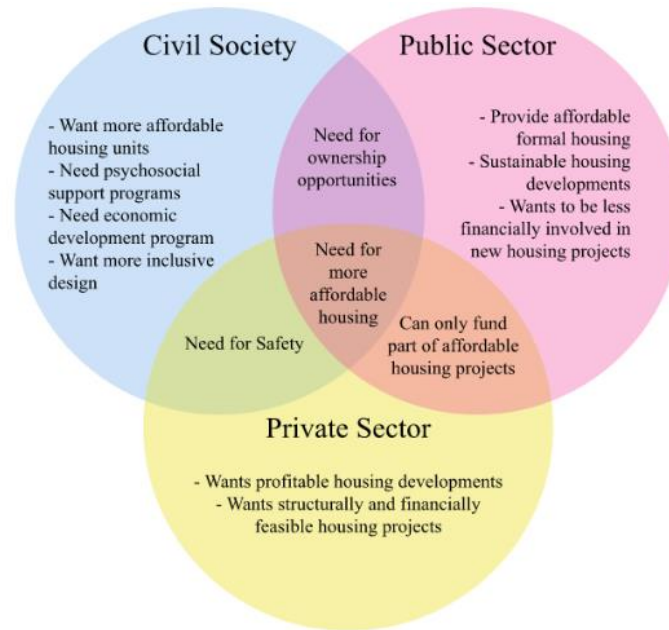 Civil Society
- Want more affordable
housing units
- Need psychosocial
support programs
- Need economic
development program
- Want more inclusive
design
Need for
ownership
opportunities
Public Sector
- Provide affordable
formal housing
- Sustainable housing
developments
- Wants to be less
financially involved in
new housing projects
Need for
more
affordable
housing
Need for Safety
Can only fund
part of affordable
housing projects
Private Sector
- Wants profitable housing developments
- Wants structurally and financially
feasible housing projects